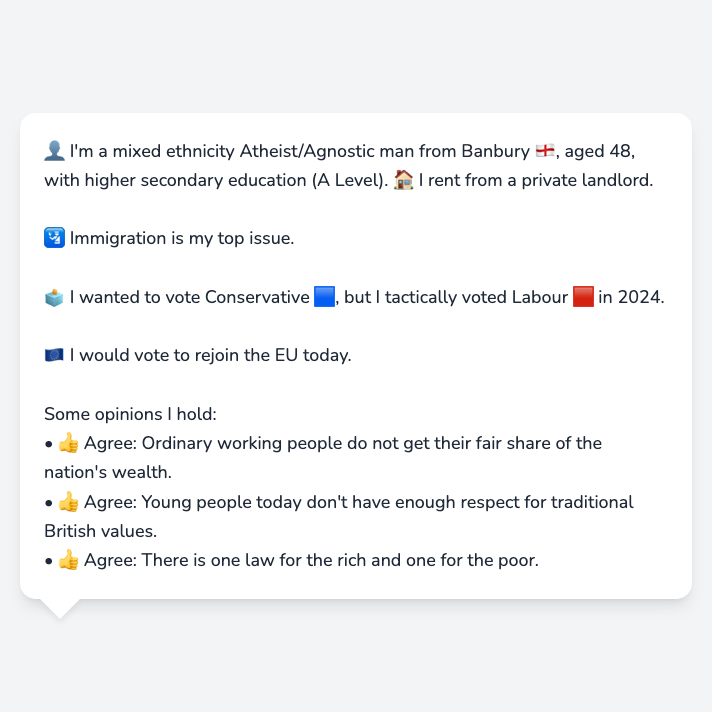 👤 I'm a mixed ethnicity Atheist/Agnostic man from Banbury 🏴󠁧󠁢󠁥󠁮󠁧󠁿, aged 48,
with higher secondary education (A Level). 🏠 I rent from a private landlord.
🛂 Immigration is my top issue.
🗳️ I wanted to vote Conservative 🟦, but I tactically voted Labour 🟥 in 2024.
🇪🇺 I would vote to rejoin the EU today.
Some opinions I hold:
• 👍 Agree: Ordinary working people do not get their fair share of the
nation's wealth.
• 👍 Agree: Young people today don't have enough respect for traditional
British values.
• 👍 Agree: There is one law for the rich and one for the poor.